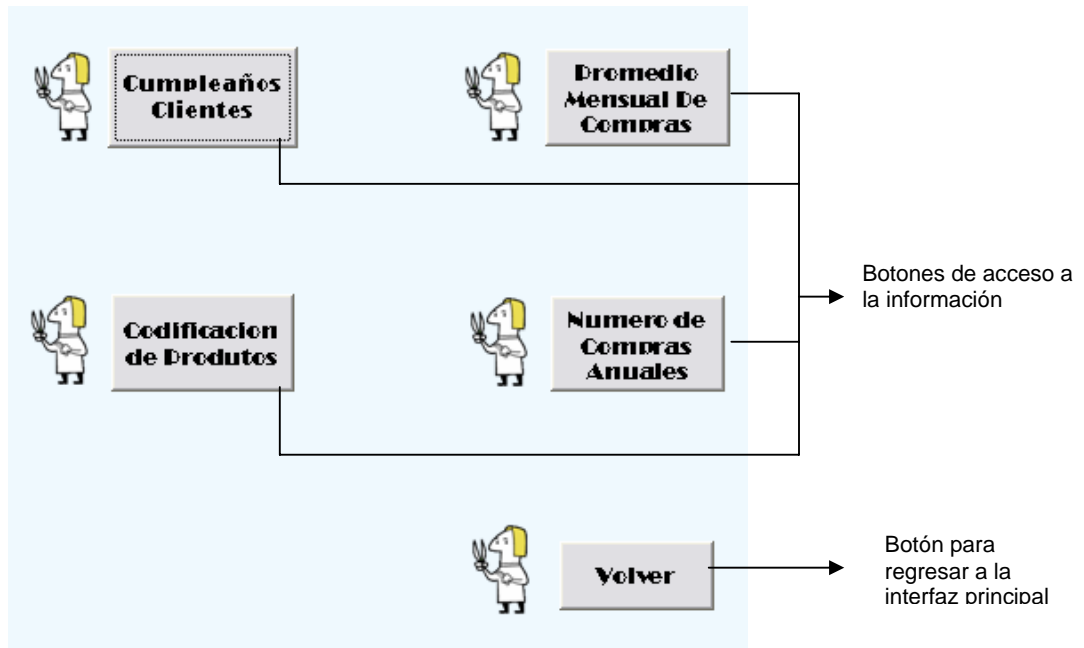 Cumpleaños
Clientes
Promedio
Mensual De
Compras
Botones de acceso a
la información
Codificacion
de Produtos
Numero de
Compras
Anuales
Volver
Botón para
regresar a la
interfaz principal